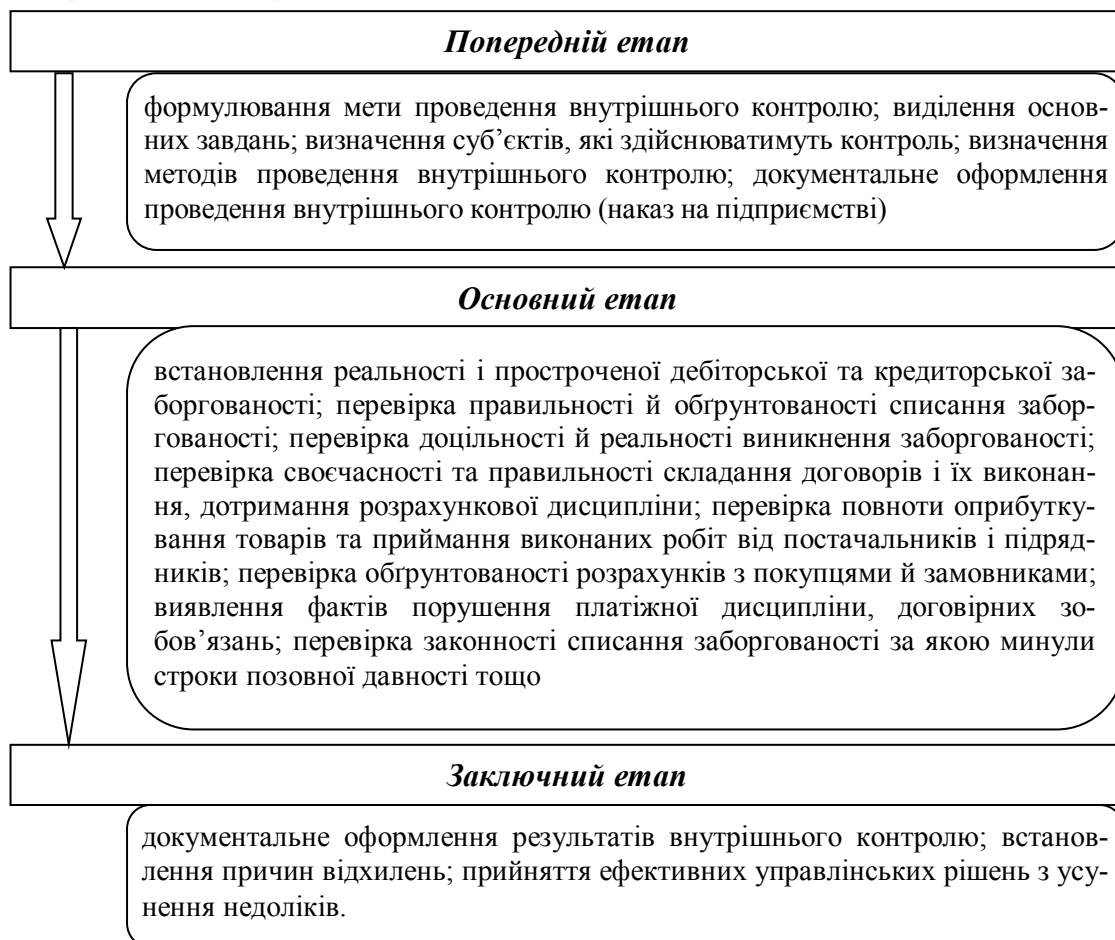 Попередній етап
формулювання мети проведення внутрішнього контролю; виділення основ-
них завдань; визначення суб’єктів, які здійснюватимуть контроль; визначення
методів проведення внутрішнього контролю; документальне оформлення
проведення внутрішнього контролю (наказ на підприємстві)
Основний етап
встановлення реальності і простроченої дебіторської та кредиторської за-
боргованості; перевірка правильності й обґрунтованості списання заборг-
гованості; перевірка доцільності й реальності виникнення заборгованості;
перевірка своєчасності та правильності складання договорів і їх виконан-
ня, дотримання розрахункової дисципліни; перевірка повноти оприбутку-
вання товарів та приймання виконаних робіт від постачальників і підряд-
ників; перевірка обґрунтованості розрахунків з покупцями й замовниками;
виявлення фактів порушення платіжної дисципліни, договірних зо-
бов’язань; перевірка законності списання заборгованості за якою минули
строки позовної давності тощо
Заключний етап
документальне оформлення результатів внутрішнього контролю; встанов-
лення причин відхилень; прийняття ефективних управлінських рішень з усу-
нення недоліків.